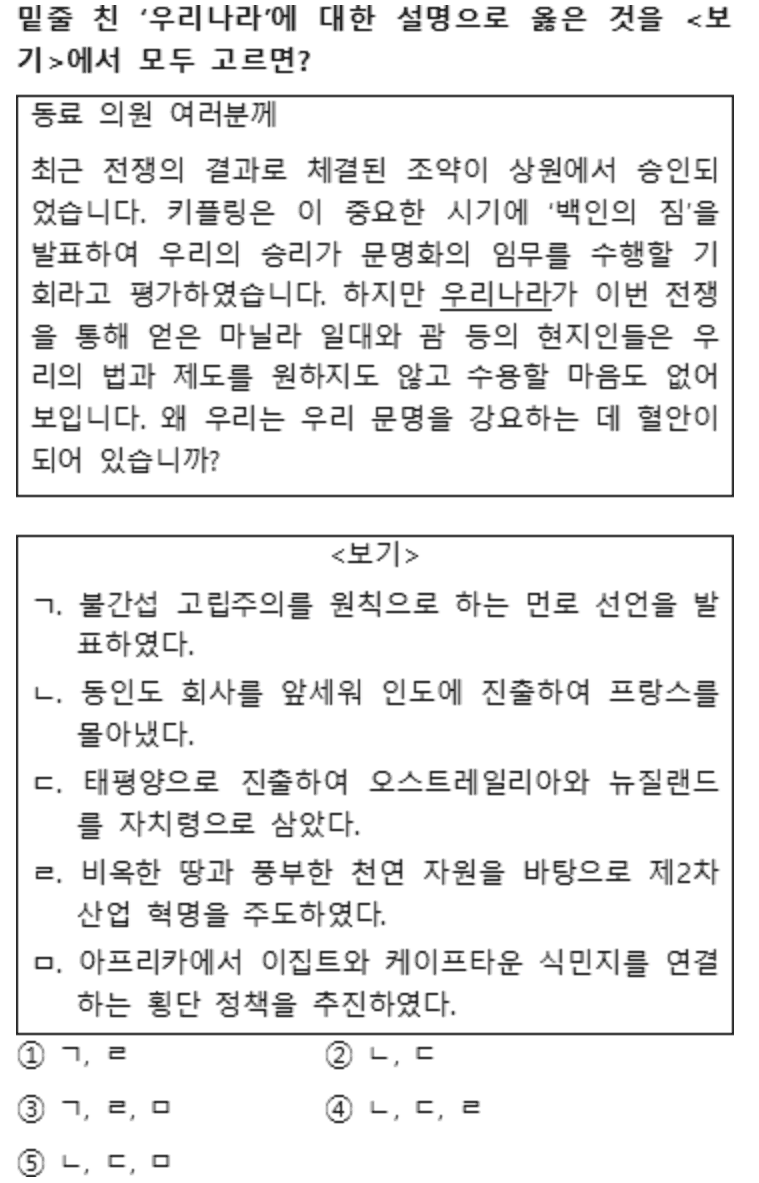 밑줄 친 ‘우리나라’에 대한 설명으로 옳은 것을 <보
기>에서 모두 고르면?
동료 의원 여러분께
최근 전쟁의 결과로 체결된 조약이 상원에서 승인되
었습니다. 키플링은 이 중요한 시기에 ‘백인의 짐’을
발표하여 우리의 승리가 문명화의 임무를 수행할 기
회라고 평가하였습니다. 하지만 우리나라가 이번 전쟁
을 통해 얻은 마닐라 일대와 괌 등의 현지인들은 우
리의 법과 제도를 원하지도 않고 수용할 마음도 없어
보입니다. 왜 우리는 우리 문명을 강요하는 데 혈안이
되어 있습니까?
<보기>
ㄱ. 불간섭 고립주의를 원칙으로 하는 먼로 선언을 발
표하였다.
ㄴ. 동인도 회사를 앞세워 인도에 진출하여 프랑스를
몰아냈다.
ㄷ. 태평양으로 진출하여 오스트레일리아와 뉴질랜드
를 자치령으로 삼았다.
ㄹ. 비옥한 땅과 풍부한 천연 자원을 바탕으로 제2차
산업 혁명을 주도하였다.
ㅁ. 아프리카에서 이집트와 케이프타운 식민지를 연결
하는 횡단 정책을 추진하였다.
① ㄱ, ㄹ ② ㄴ, ㄷ
③ ㄱ, ㄹ, ㅁ ④ ㄴ, ㄷ, ㄹ
⑤ ㄴ, ㄷ, ㅁ